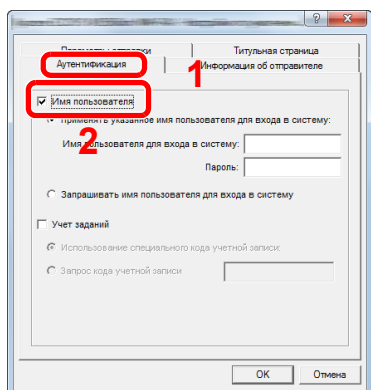 Титульная страница
Аутентификация
Информация об отправителе
1
Имя пользователя
2
Применять указанное имя пользователя для входа в систему:
Имя пользователя для входа в систему:
Пароль:
Запрашивать имя пользователя для входа в систему
Учет заданий
Использование специального кода учетной записи:
Запрос кода учетной записи
OK
Отмена